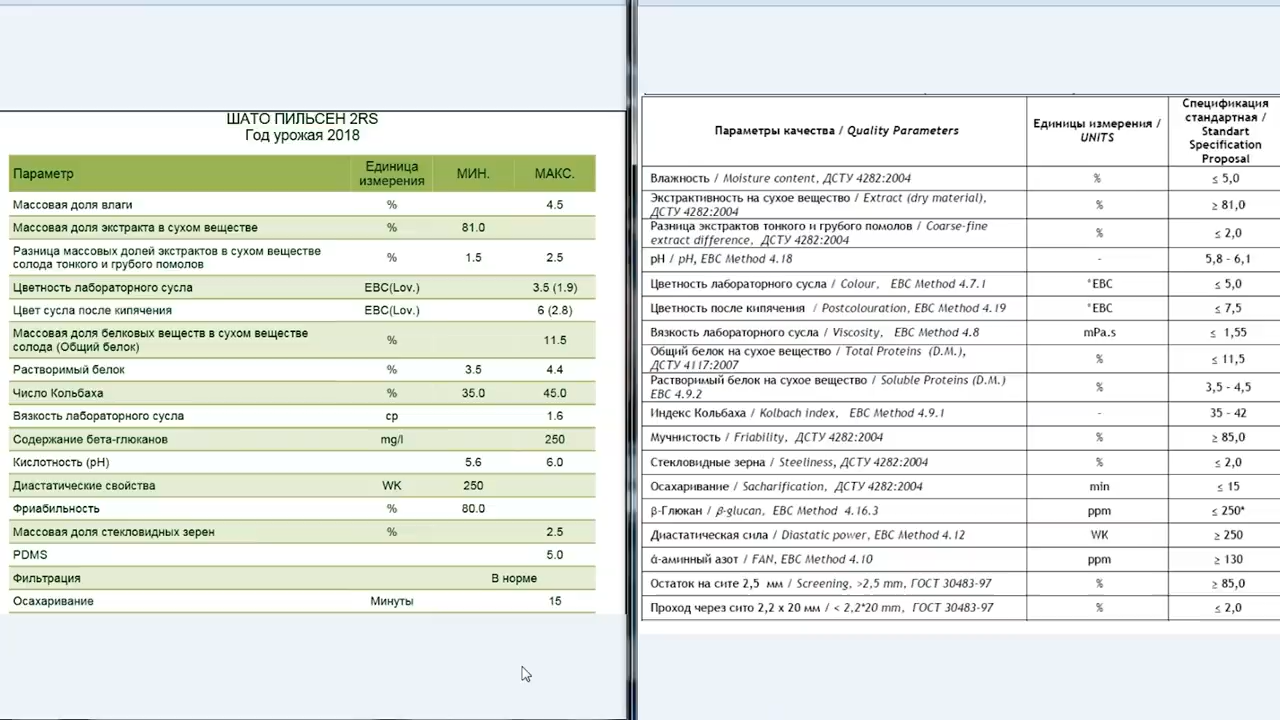 ШАТО ПИЛЬСЕН 2RS
Год урожая 2018
Параметр Единица измерения МИН. МАКС.
Массовая доля влаги % 4.5
Массовая доля экстракта в сухом веществе % 81.0
Разница массовых долей экстрактов в сухом веществе
солода тонкого и грубого помолов % 1.5 2.5
Цветность лабораторного сусла EBC(Lov.) 3.5 (1.9)
Цвет сусла после кипячения EBC(Lov.) 6 (2.8)
Массовая доля белковых веществ в сухом веществе
солода (Общий белок) % 11.5
Растворимый белок % 3.5 4.4
Число Кольбаха % 35.0 45.0
Вязкость лабораторного сусла cp 1.6
Содержание бета-глюканов mg/l 250
Кислотность (pH) 5.6 6.0
Диастатические свойства WK 250
Фриабильность % 80.0
Массовая доля стекловидных зерен % 2.5
PDMS 5.0
Фильтрация В норме
Осахаривание Минуты 15
Параметры качества / Quality Parameters
Единицы измерения /
UNITS
Спецификация
стандартная /
Standart
Specification
Proposal
Влажность / Moisture content, ДСТУ 4282:2004 % ≤ 5,0
Экстрактивность на сухое вещество / Extract (dry material),
ДСТУ 4282:2004 % ≥ 81,0
Разница экстрактов тонкого и грубого помолов / Coarse-fine
extract difference, ДСТУ 4282:2004 % ≤ 2,0
pH / pH, EBC Method 4.18 - 5,8 - 6,1
Цветность лабораторного сусла / Colour, EBC Method 4.7.1 °EBC ≤ 5,0
Цветность после кипячения / Postcolouration, EBC Method 4.19 °EBC ≤ 7,5
Вязкость лабораторного сусла / Viscosity, EBC Method 4.8 mPa.s ≤ 1,55
Общий белок на сухое вещество / Total Proteins (D.M.),
ДСТУ 4117:2007 % ≤ 11,5
Растворимый белок на сухое вещество / Soluble Proteins (D.M.)
EBC 4.9.2 % 3,5 - 4,5
Индекс Кольбаха / Kolbach index, EBC Method 4.9.1 - 35 - 42
Мучнистость / Friability, ДСТУ 4282:2004 % ≥ 85,0
Стекловидные зерна / Steeliness, ДСТУ 4282:2004 % ≤ 2,0
Осахаривание / Sacharification, ДСТУ 4282:2004 min ≤ 15
β-Глюкан / β-glucan, EBC Method 4.16.3 ppm ≤ 250*
Диастатическая сила / Diastatic power, EBC Method 4.12 WK ≥ 250
ά-аминный азот / FAN, EBC Method 4.10 ppm ≥ 130
Остаток на сите 2,5 мм / Screening, >2,5 mm, ГОСТ 30483-97 % ≥ 85,0
Проход через сито 2,2 x 20 мм / < 2,2*20 mm, ГОСТ 30483-97 % ≤ 2,0